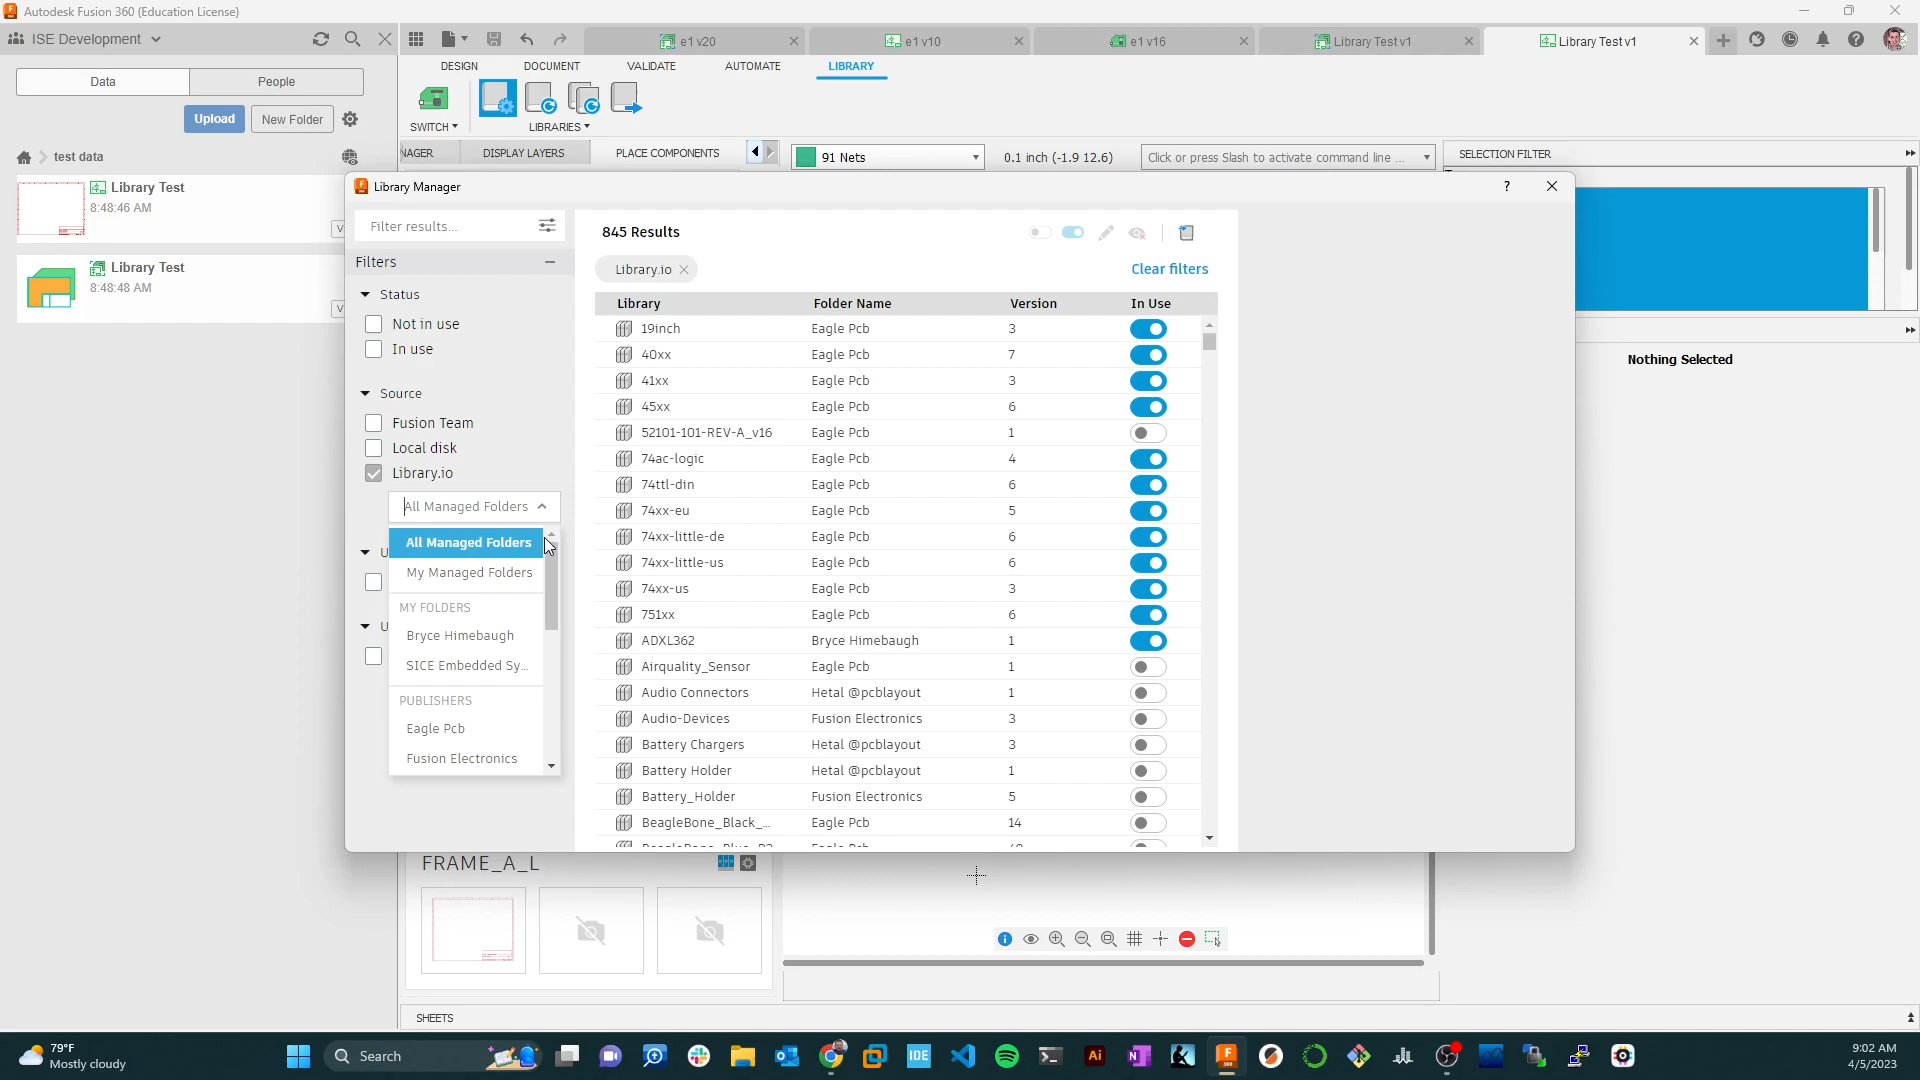 Autodesk Fusion 360 (Education License)
ISE Development
e1 v20
e1 v10
e1 v16
Library Test v1
Library Test v1
DESIGN
DOCUMENT
VALIDATE
AUTOMATE
LIBRARY
Data
People
Upload
New Folder
SWITCH
LIBRARIES
test data
NAGER
DISPLAY LAYERS
PLACE COMPONENTS
91 Nets
0.1 inch (-1.9 12.6)
Click or press Slash to activate command line ...
SELECTION FILTER
Library Test
8:48:46 AM
V
Library Test
8:48:48 AM
V
Library Manager
?
Filter results...
845 Results
Filters
Library.io
Clear filters
Status
Not in use
In use
Source
Fusion Team
Local disk
Library.io
All Managed Folders
All Managed Folders
My Managed Folders
MY FOLDERS
Bryce Himebaugh
SICE Embedded Sy...
PUBLISHERS
Eagle Pcb
Fusion Electronics
U
U
Library Folder Name Version In Use
19inch Eagle Pcb 3
40xx Eagle Pcb 7
41xx Eagle Pcb 3
45xx Eagle Pcb 6
52101-101-REV-A_v16 Eagle Pcb 1
74ac-logic Eagle Pcb 4
74ttl-din Eagle Pcb 6
74xx-eu Eagle Pcb 5
74xx-little-de Eagle Pcb 6
74xx-little-us Eagle Pcb 6
74xx-us Eagle Pcb 3
751xx Eagle Pcb 6
ADXL362 Bryce Himebaugh 1
Airquality_Sensor Eagle Pcb 1
Audio Connectors Hetal @pcblayout 1
Audio-Devices Fusion Electronics 3
Battery Chargers Hetal @pcblayout 3
Battery Holder Hetal @pcblayout 1
Battery_Holder Fusion Electronics 5
BeagleBone_Black_... Eagle Pcb 14
Nothing Selected
FRAME_A_L
SHEETS
79°F
Mostly cloudy
Search
IDE
Ai
9:02 AM
4/5/2023